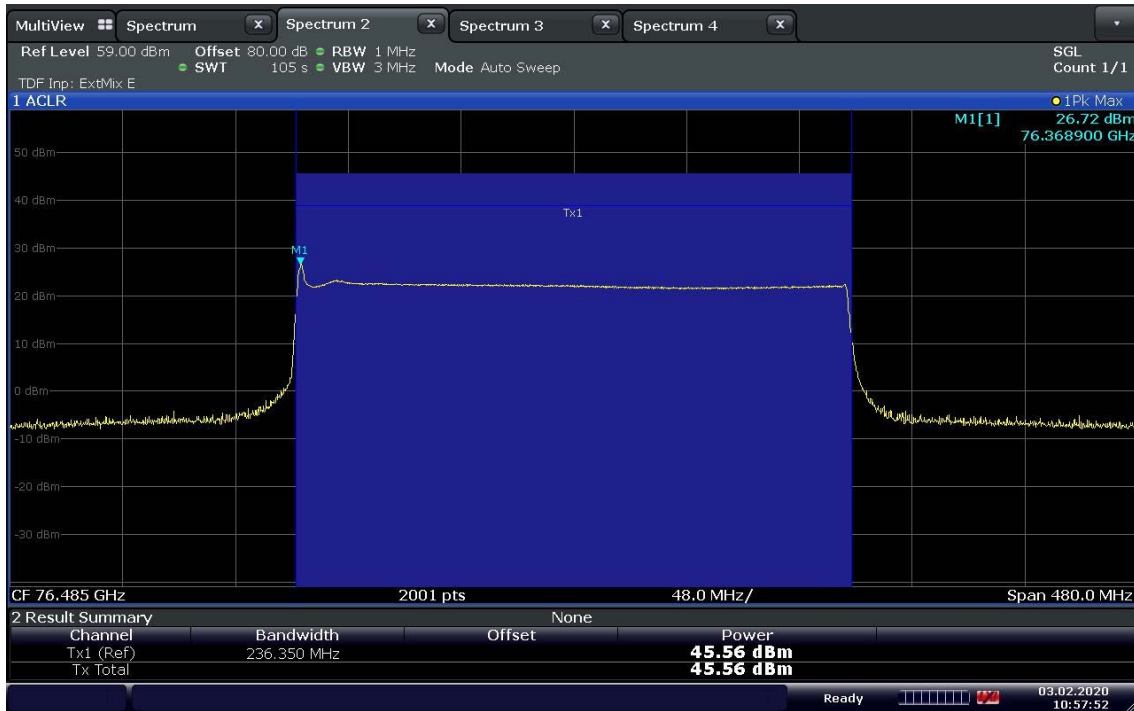 MultiView Spectrum X Spectrum 2 X Spectrum 3 X Spectrum 4 X
Ref Level 59.00 dBm Offset 80.00 dB RBW 1 MHz SGL
SWT 105 s VBW 3 MHz Mode Auto Sweep Count 1/1
TDF Inp: ExtMix E
1 ACLR 1Pk Max
M1[1] 26.72 dBm
76.368900 GHz
50 dBm
40 dBm
Tx1
30 dBm
M1
20 dBm
10 dBm
0 dBm
-10 dBm
-20 dBm
-30 dBm
CF 76.485 GHz 2001 pts 48.0 MHz/ Span 480.0 MHz
2 Result Summary None
Channel Bandwidth Offset Power
Tx1 (Ref) 236.350 MHz 45.56 dBm
Tx Total 45.56 dBm
Ready 03.02.2020
10:57:52